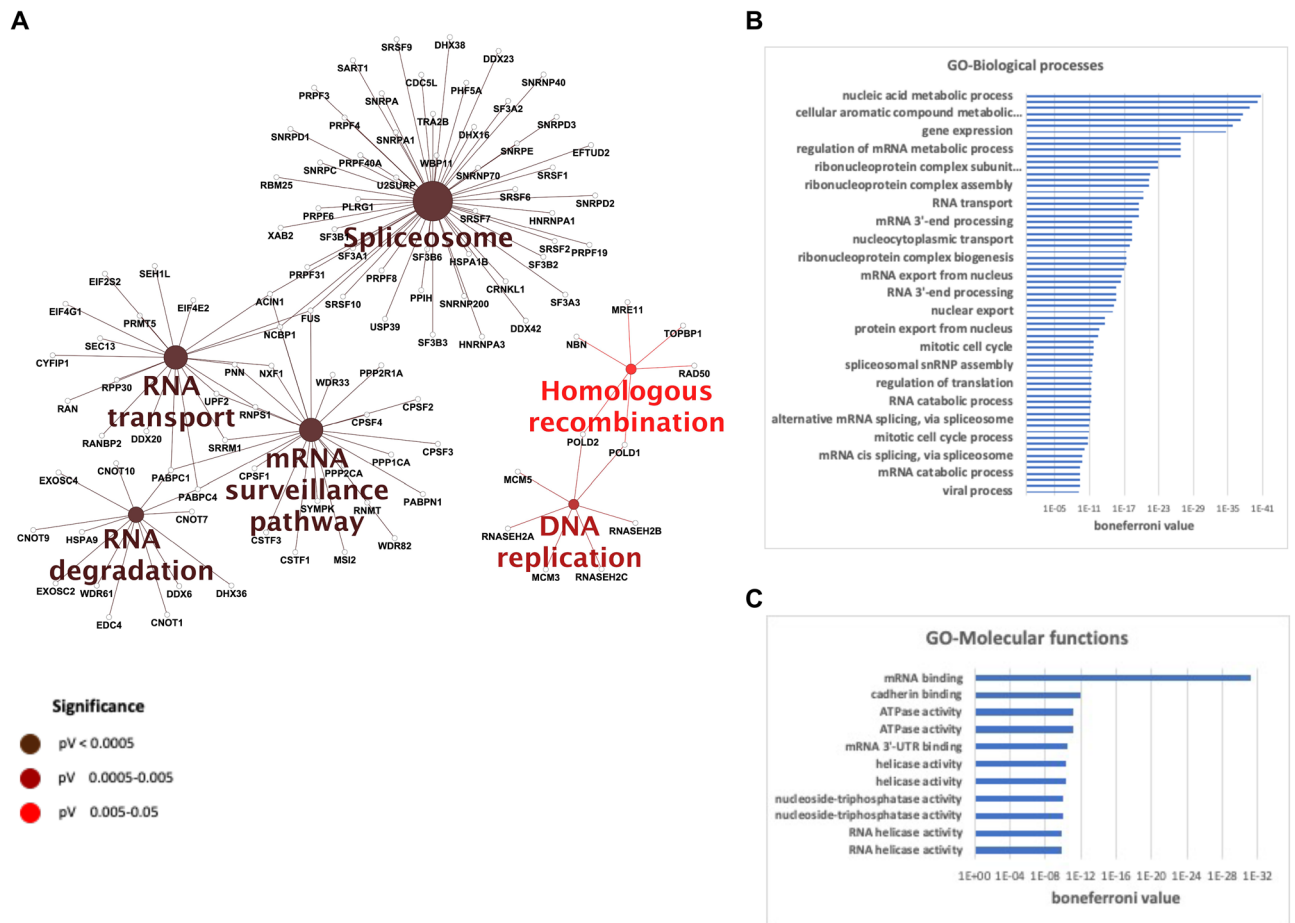 A
SRSF9
DHX38
DDX23
SART1
CDC5L
SNRNP40
PRPF3
SNRPA
PHF5A
SF3A2
PRPF4
TRA2B
SNRPD1
SNRPA1
DHX16
SNRPD3
SNRPE
EFTUD2
SNRPC
PRPF40A
WBP11
SNRNP70
SRSF1
RBM25
U2SURP
SRSF6
SNRPD2
PLRG1
PRPF6
SRSF7
HNRNPA1
XAB2
SF3B1
Spliceosome
SRSF2
PRPF19
SF3A1
SF3B6
HSPA1B
SF3B2
PRPF31
PRPF8
CRNKL1
SRSF10
PPIH
SNRNP200
SF3A3
USP39
DDX42
SF3B3
HNRNPA3
SEH1L
EIF2S2
EIF4E2
ACIN1
EIF4G1
PRMT5
FUS
SEC13
NCBP1
CYFIP1
PNN
NXF1
RPP30
RNA
transport
UPF2
RNPS1
RAN
RANBP2
DDX20
SRRM1
WDR33
PPP2R1A
CPSF2
CPSF4
CPSF3
mRNA
surveillance
pathway
PPP1CA
CPSF1
PPP2CA
PABPN1
SYMPK
RNMT
CSTF3
CSTF1
MSI2
WDR82
CNOT10
EXOSC4
PABPC1
PABPC4
CNOT7
CNOT9
HSPA9
RNA
degradation
EXOSC2
WDR61
DDX6
DHX36
EDC4
CNOT1
MRE11
TOPBP1
NBN
RAD50
Homologous
recombination
POLD2
POLD1
MCM5
RNASEH2A
DNA
replication
RNASEH2B
MCM3
RNASEH2C
Significance
pV < 0.0005
pV 0.0005-0.005
pV 0.005-0.05
B
GO-Biological processes
nucleic acid metabolic process
cellular aromatic compound metabolic...
gene expression
regulation of mRNA metabolic process
ribonucleoprotein complex subunit...
ribonucleoprotein complex assembly
RNA transport
mRNA 3'-end processing
nucleocytoplasmic transport
ribonucleoprotein complex biogenesis
mRNA export from nucleus
RNA 3'-end processing
nuclear export
protein export from nucleus
mitotic cell cycle
spliceosomal snRNP assembly
regulation of translation
RNA catabolic process
alternative mRNA splicing, via spliceosome
mitotic cell cycle process
mRNA cis splicing, via spliceosome
mRNA catabolic process
viral process
1E-05 1E-11 1E-17 1E-23 1E-29 1E-35 1E-41
boneferroni value
C
GO-Molecular functions
mRNA binding
cadherin binding
ATPase activity
ATPase activity
mRNA 3'-UTR binding
helicase activity
helicase activity
nucleoside-triphosphatase activity
nucleoside-triphosphatase activity
RNA helicase activity
RNA helicase activity
1E+00 1E-04 1E-08 1E-12 1E-16 1E-20 1E-24 1E-28 1E-32
boneferroni value